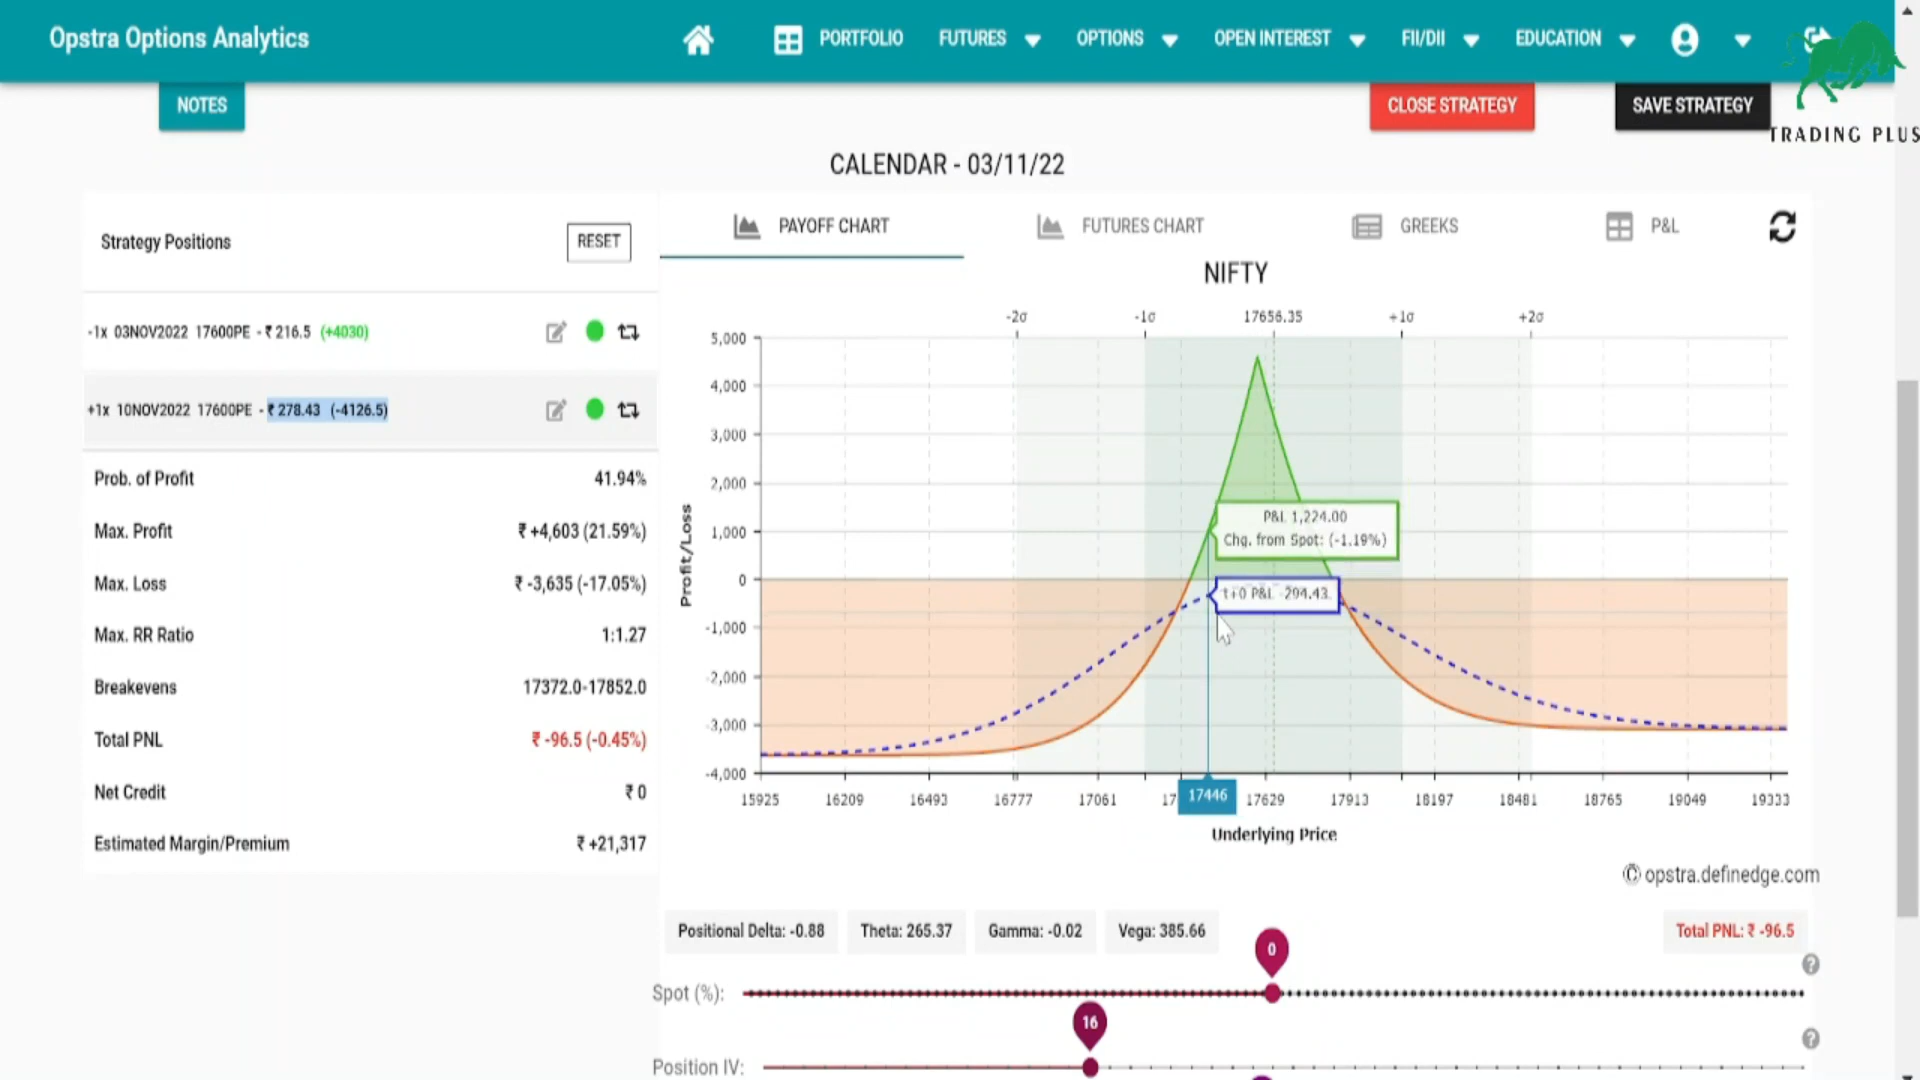 Opstra Options Analytics
PORTFOLIO
FUTURES
OPTIONS
OPEN INTEREST
FII/DII
EDUCATION
NOTES
CLOSE STRATEGY
SAVE STRATEGY
TRADING PLUS
CALENDAR - 03/11/22
Strategy Positions
RESET
PAYOFF CHART
FUTURES CHART
GREEKS
P&L
NIFTY
-1x 03NOV2022 17600PE - ₹ 216.5 (+4030)
+1x 10NOV2022 17600PE - ₹ 278.43 (-4126.5)
Prob. of Profit 41.94%
Max. Profit ₹ +4,603 (21.59%)
Max. Loss ₹ -3,635 (-17.05%)
Max. RR Ratio 1:1.27
Breakevens 17372.0-17852.0
Total PNL ₹ -96.5 (-0.45%)
Net Credit ₹ 0
Estimated Margin/Premium ₹ +21,317
-2σ -1σ 17656.35 +1σ +2σ
5,000
4,000
3,000
2,000
1,000
0
-1,000
-2,000
-3,000
-4,000
Profit/Loss
P&L 1,224.00
Chg. from Spot: (-1.19%)
t+0 P&L -294.43
15925 16209 16493 16777 17061 17 17446 17629 17913 18197 18481 18765 19049 19333
Underlying Price
© opstra.definedge.com
Positional Delta: -0.88
Theta: 265.37
Gamma: -0.02
Vega: 385.66
Total PNL: ₹ -96.5
0
?
Spot (%):
16
?
Position IV: